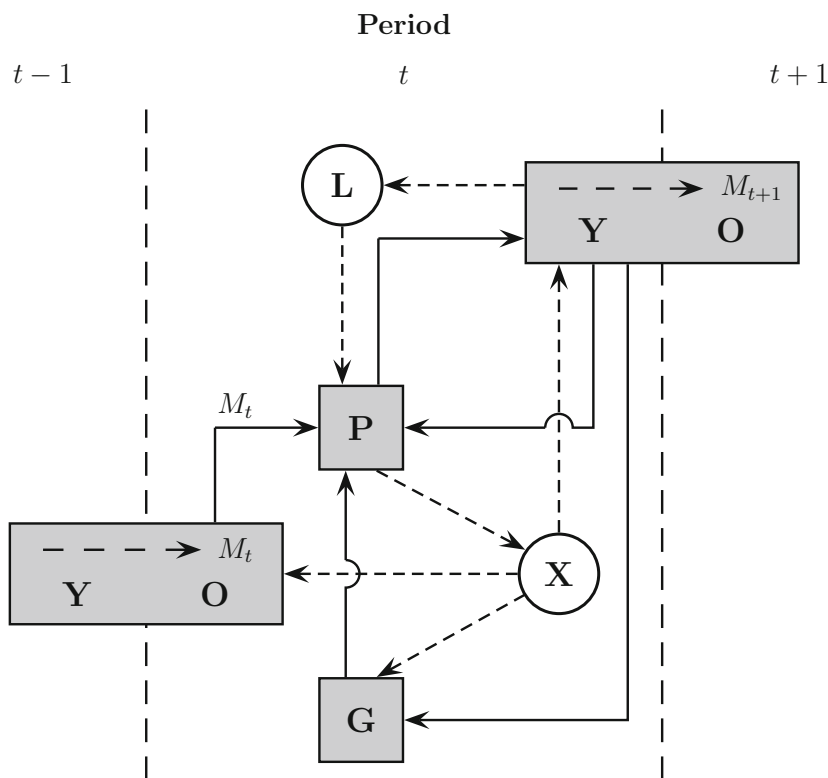 Period
t − 1 t t + 1
L
M_{t+1}
Y O
M_t
P
M_t
X
Y O
G